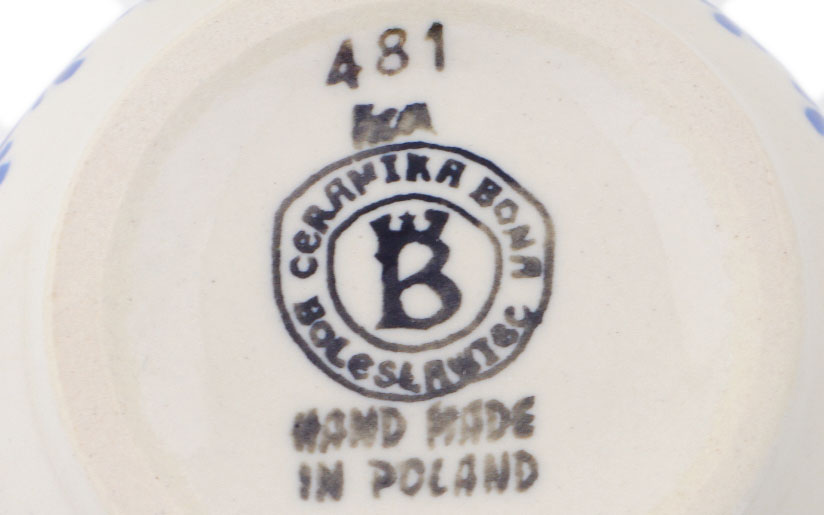 481
CERAMIKA BONA
B
BOLESŁAWIEC
HAND MADE
IN POLAND